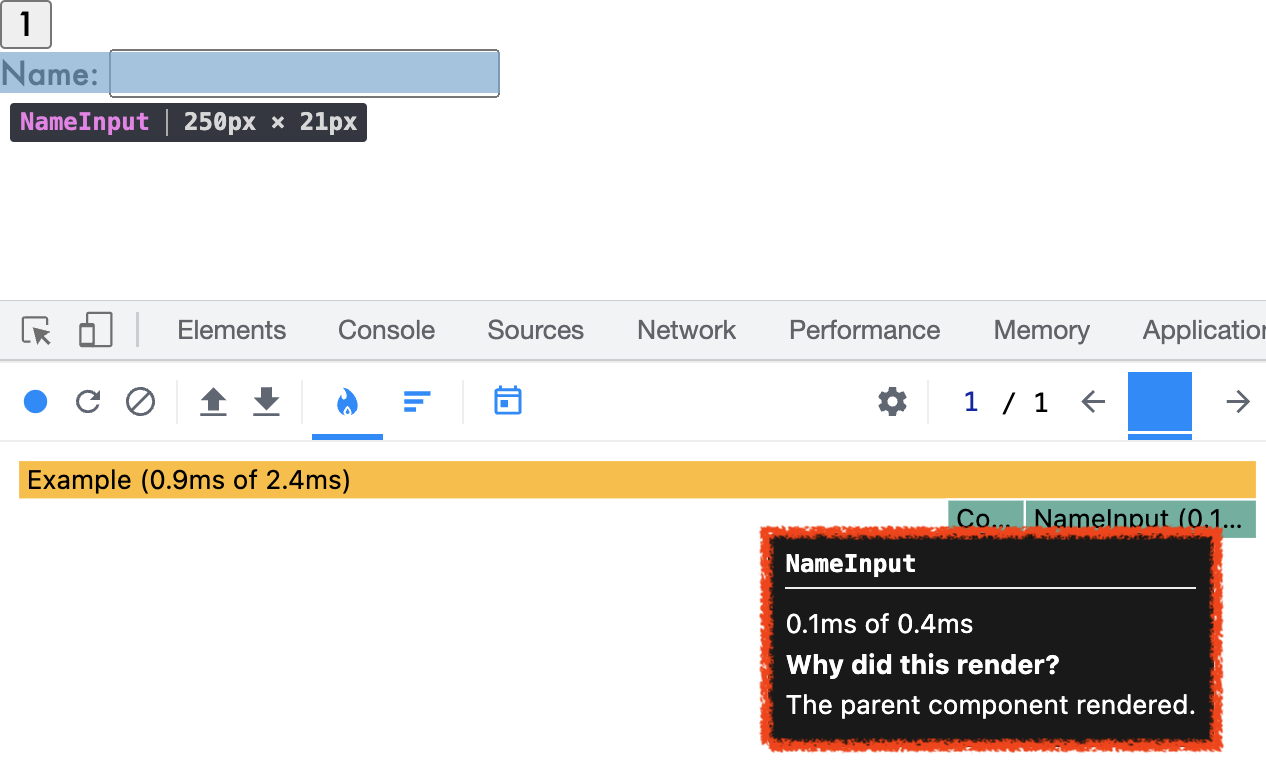 1
Name:
NameInput | 250px × 21px
Elements Console Sources Network Performance Memory Application
1 / 1
Example (0.9ms of 2.4ms)
Co... NameInput (0.1...
NameInput
0.1ms of 0.4ms
Why did this render?
The parent component rendered.